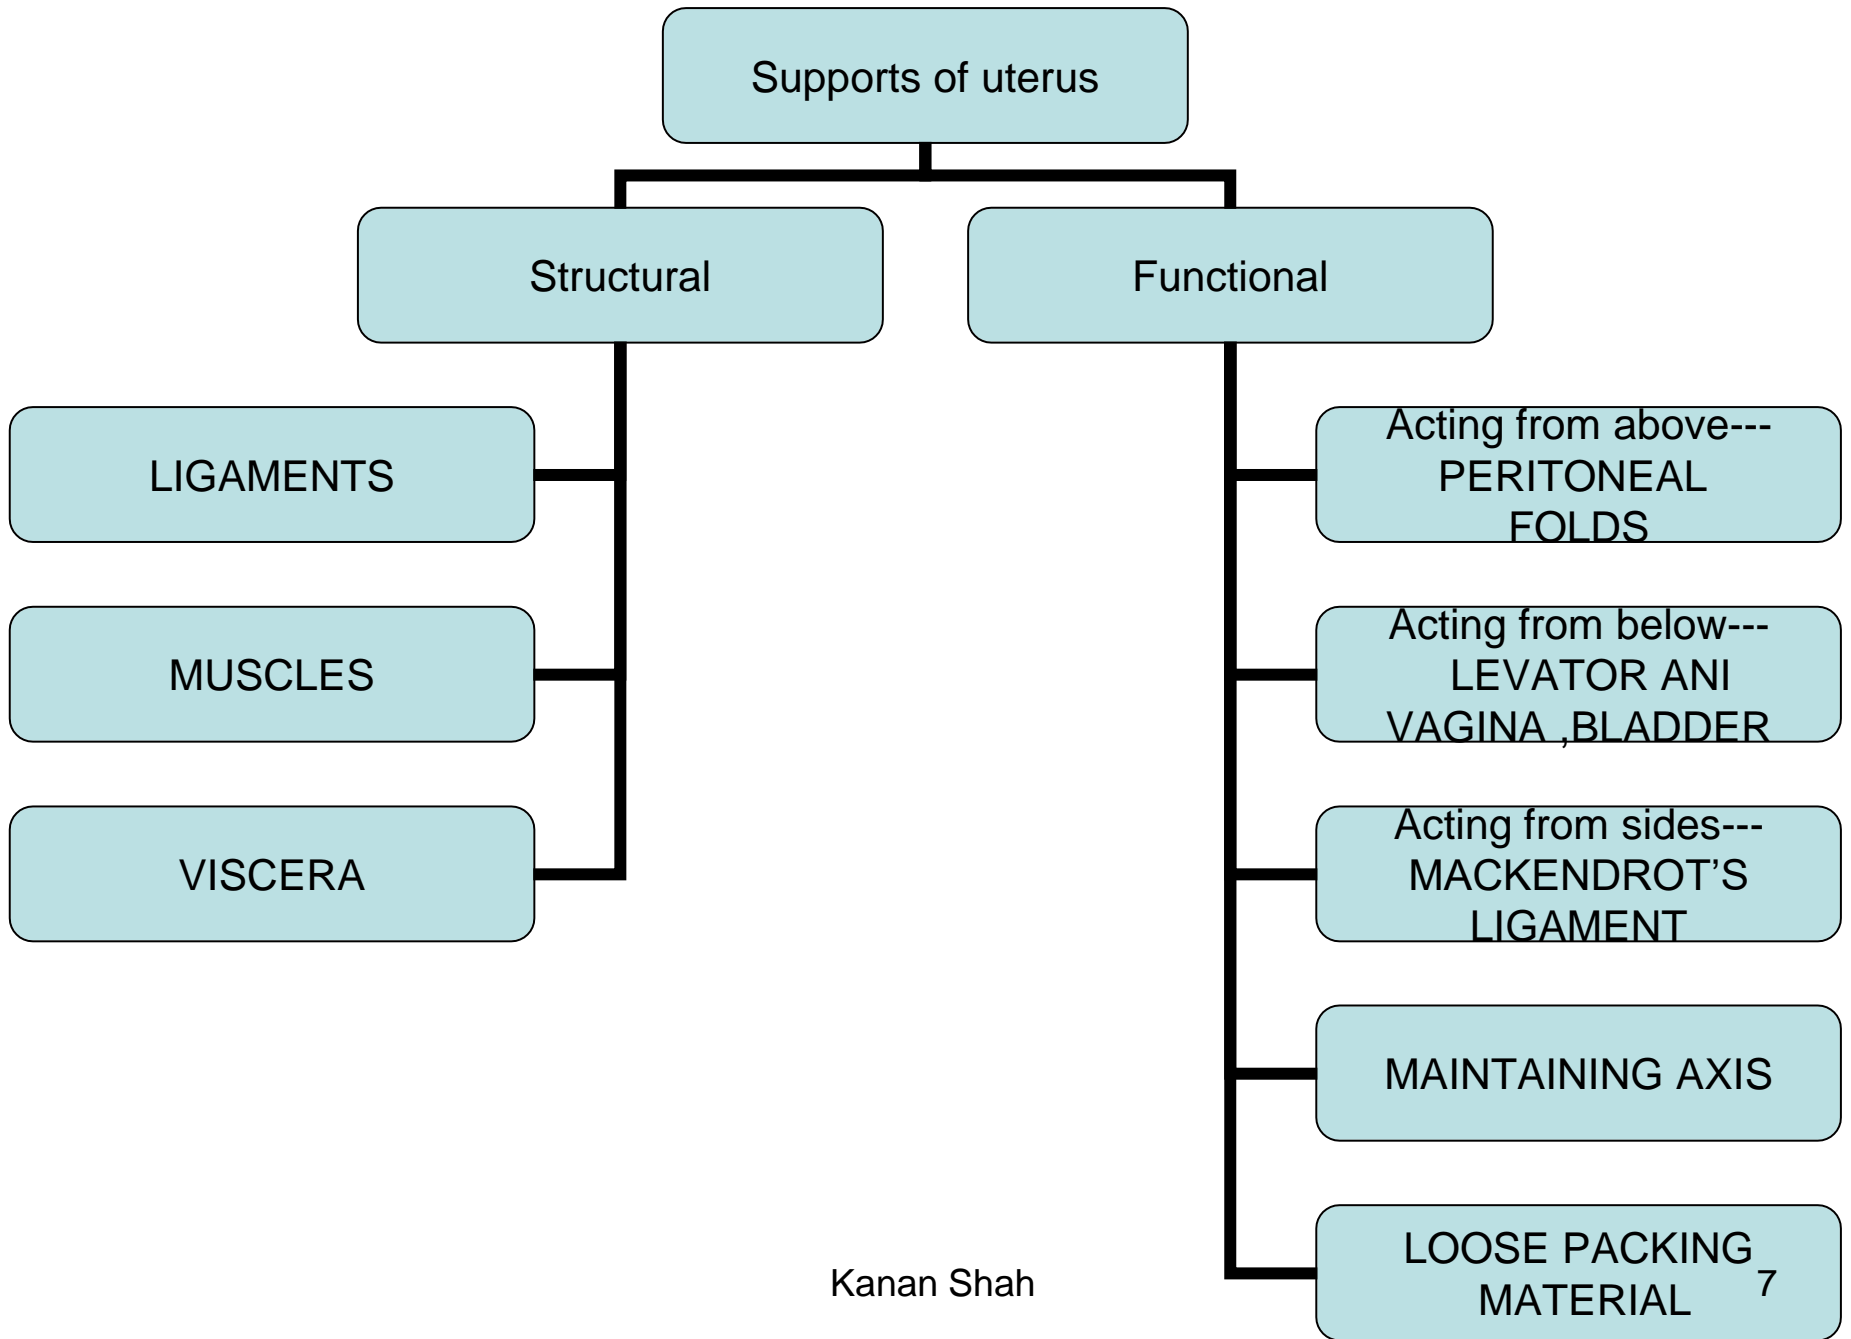 Supports of uterus
Structural
Functional
LIGAMENTS
MUSCLES
VISCERA
Acting from above---
PERITONEAL
FOLDS
Acting from below---
LEVATOR ANI
VAGINA ,BLADDER
Acting from sides---
MACKENDROT’S
LIGAMENT
MAINTAINING AXIS
LOOSE PACKING
MATERIAL
Kanan Shah
7